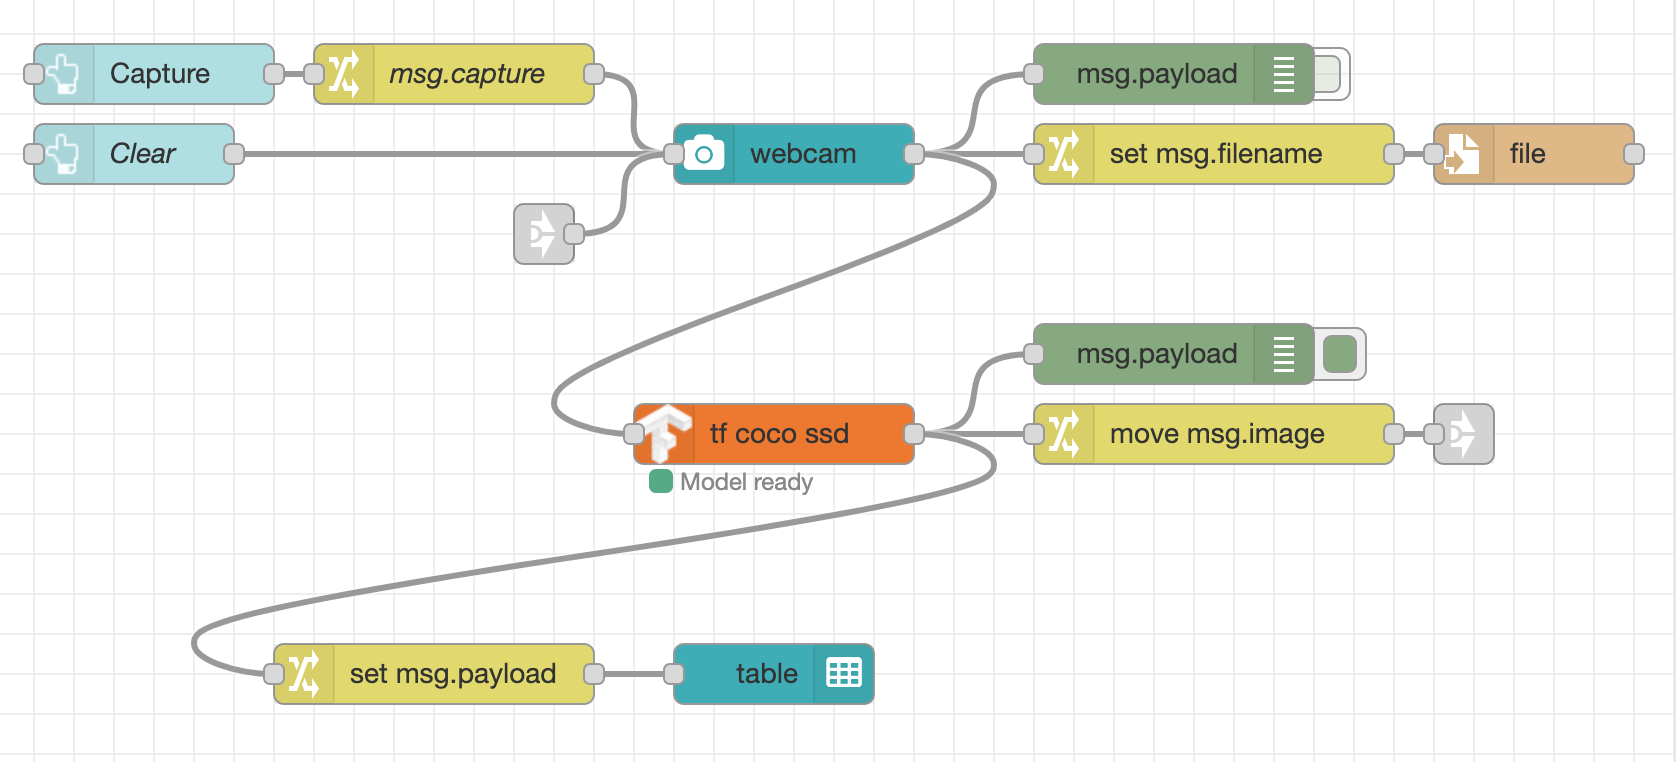 Capture
msg.capture
msg.payload
Clear
webcam
set msg.filename
file
msg.payload
tf coco ssd
move msg.image
Model ready
set msg.payload
table